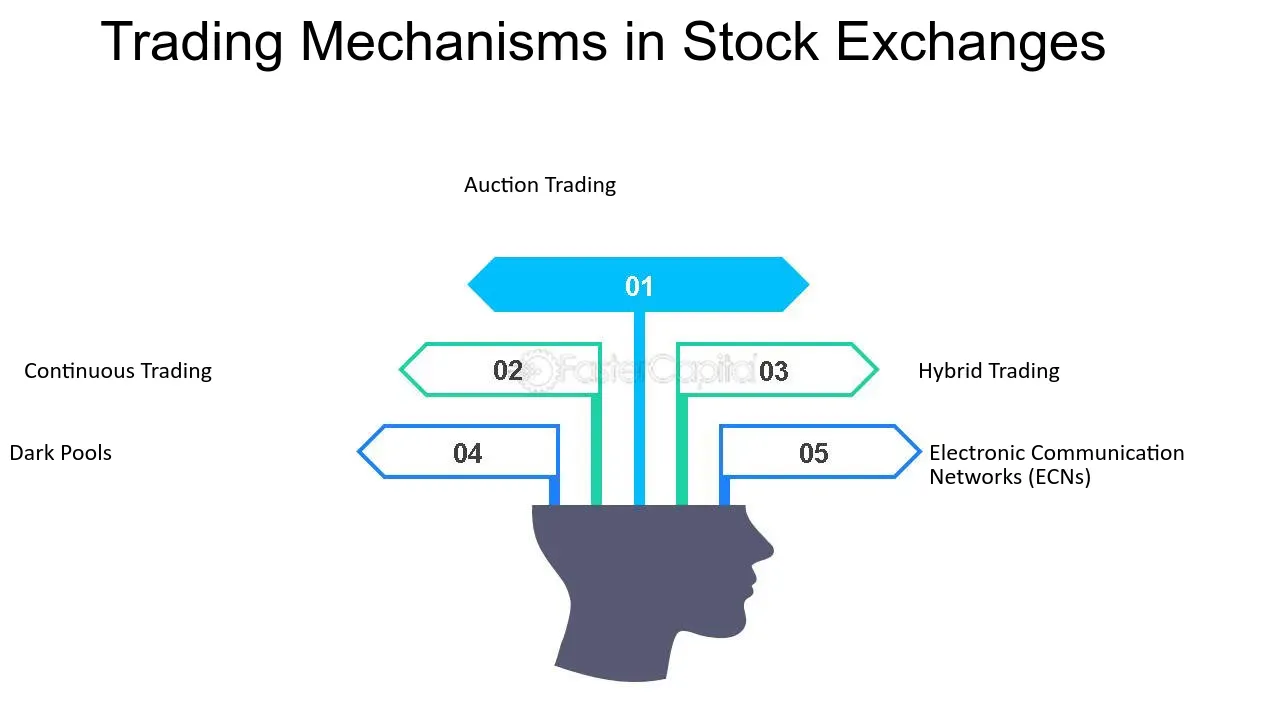 Trading Mechanisms in Stock Exchanges
Auction Trading
01
Continuous Trading
02
FasterCapital
03
Hybrid Trading
Dark Pools
04
05
Electronic Communication
Networks (ECNs)